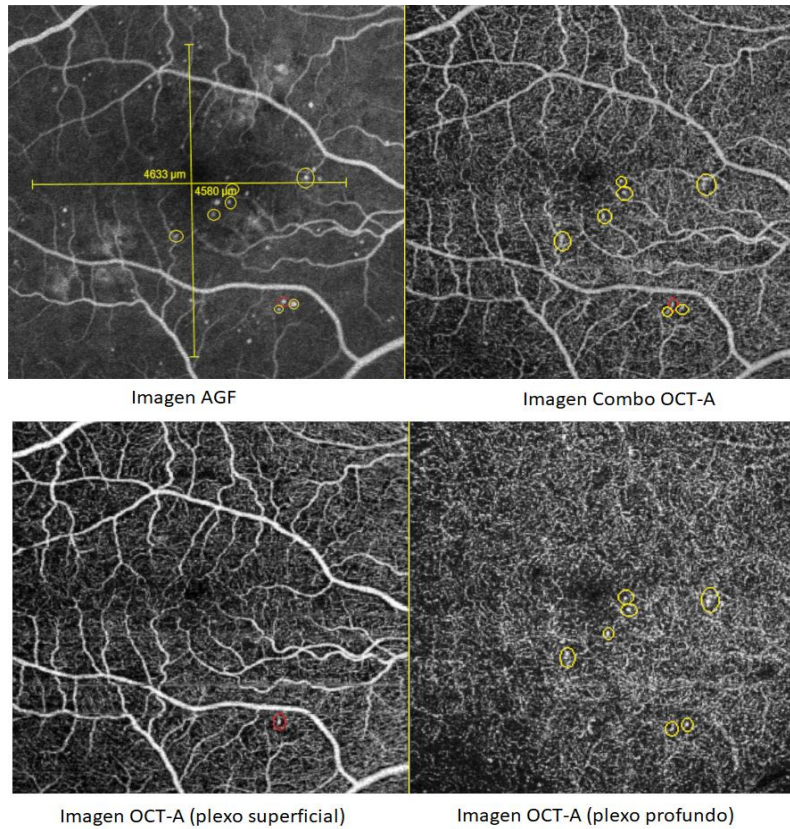 4633 µm
4580 µm
Imagen AGF
Imagen Combo OCT-A
Imagen OCT-A (plexo superficial)
Imagen OCT-A (plexo profundo)